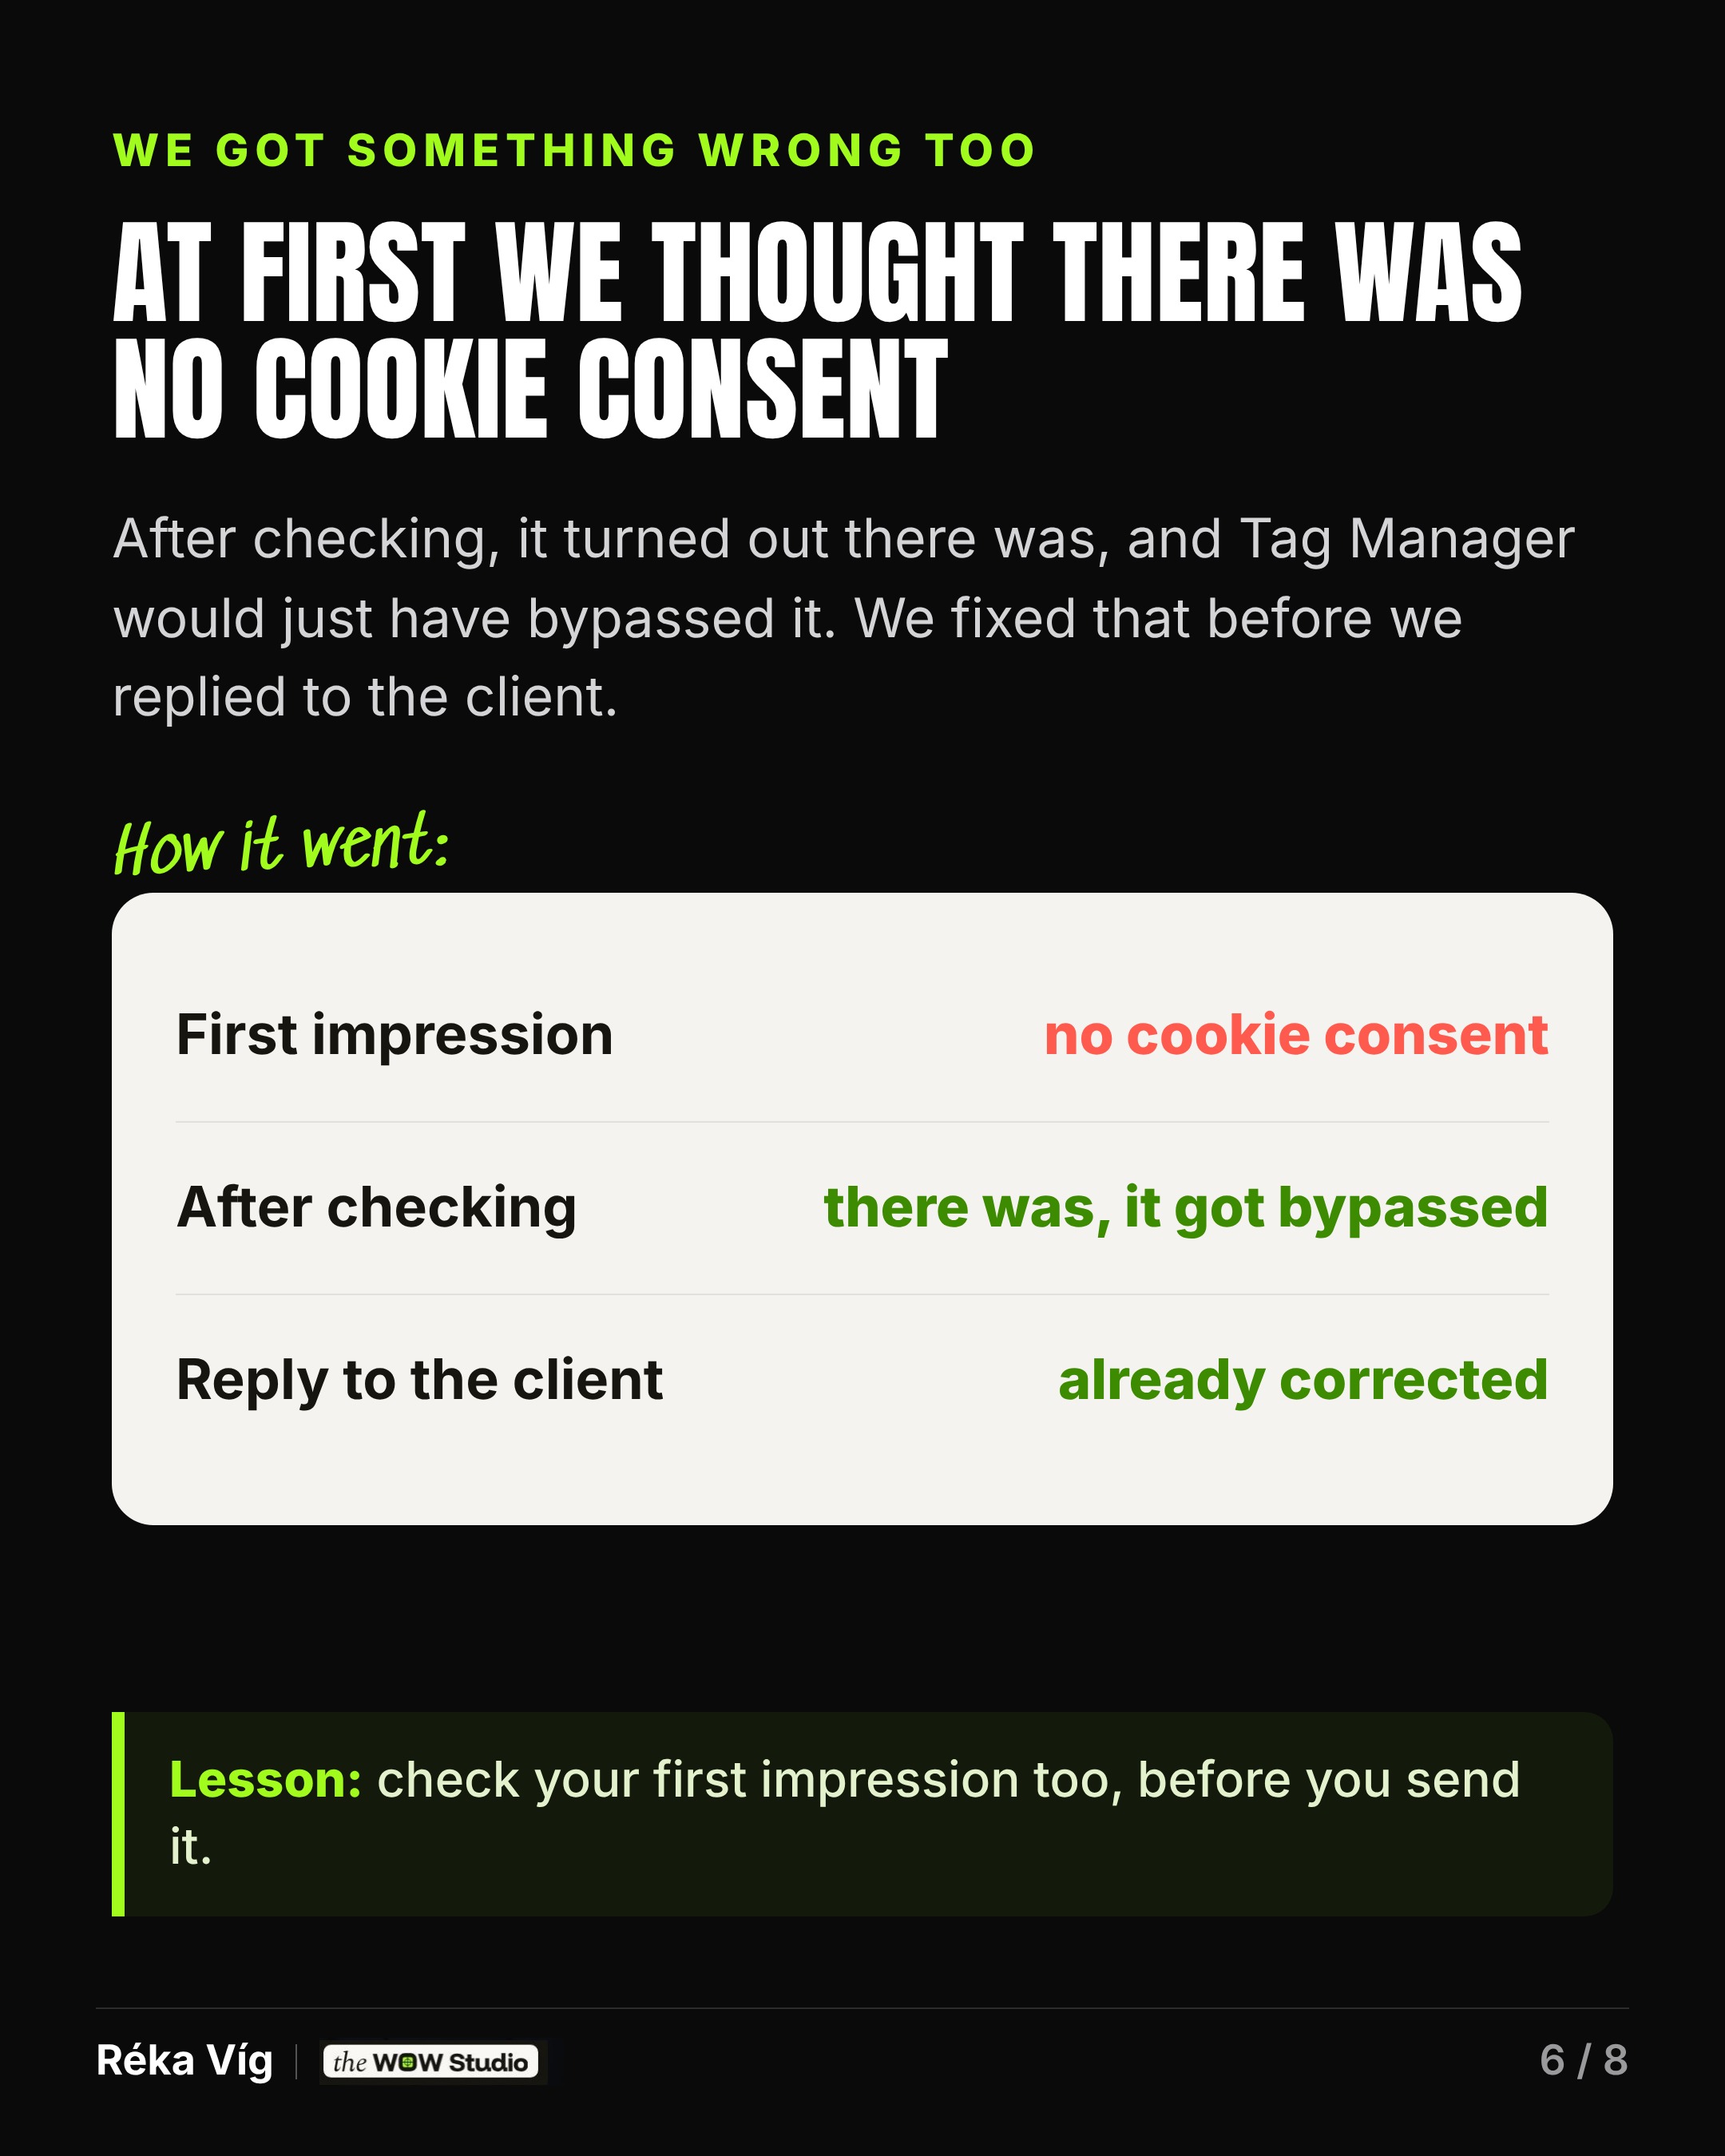 WE GOT SOMETHING WRONG TOO
AT FIRST WE THOUGHT THERE WAS
NO COOKIE CONSENT
After checking, it turned out there was, and Tag Manager
would just have bypassed it. We fixed that before we
replied to the client.
How it went:
First impression no cookie consent
After checking there was, it got bypassed
Reply to the client already corrected
Lesson: check your first impression too, before you send
it.
Réka Víg the WOW Studio 6 / 8